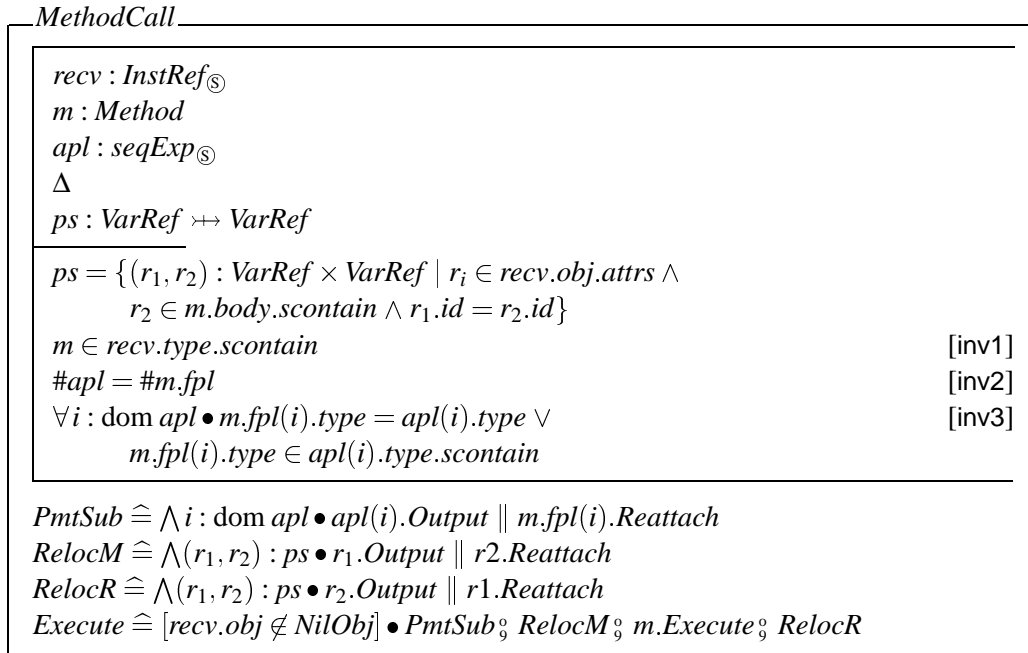 MethodCall
recv : InstRefⓢ
m : Method
apl : seqExpⓢ
Δ
ps : VarRef ⤖ VarRef
ps = {(r₁, r₂) : VarRef × VarRef | rᵢ ∈ recv.obj.attrs ∧
r₂ ∈ m.body.scontain ∧ r₁.id = r₂.id}
m ∈ recv.type.scontain [inv1]
#apl = #m.fpl [inv2]
∀ i : dom apl • m.fpl(i).type = apl(i).type ∨ [inv3]
m.fpl(i).type ∈ apl(i).type.scontain
PmtSub ≙ ⋀ i : dom apl • apl(i).Output ∥ m.fpl(i).Reattach
RelocM ≙ ⋀(r₁, r₂) : ps • r₁.Output ∥ r2.Reattach
RelocR ≙ ⋀(r₁, r₂) : ps • r₂.Output ∥ r1.Reattach
Execute ≙ [recv.obj ∉ NilObj] • PmtSub ⨟ RelocM ⨟ m.Execute ⨟ RelocR